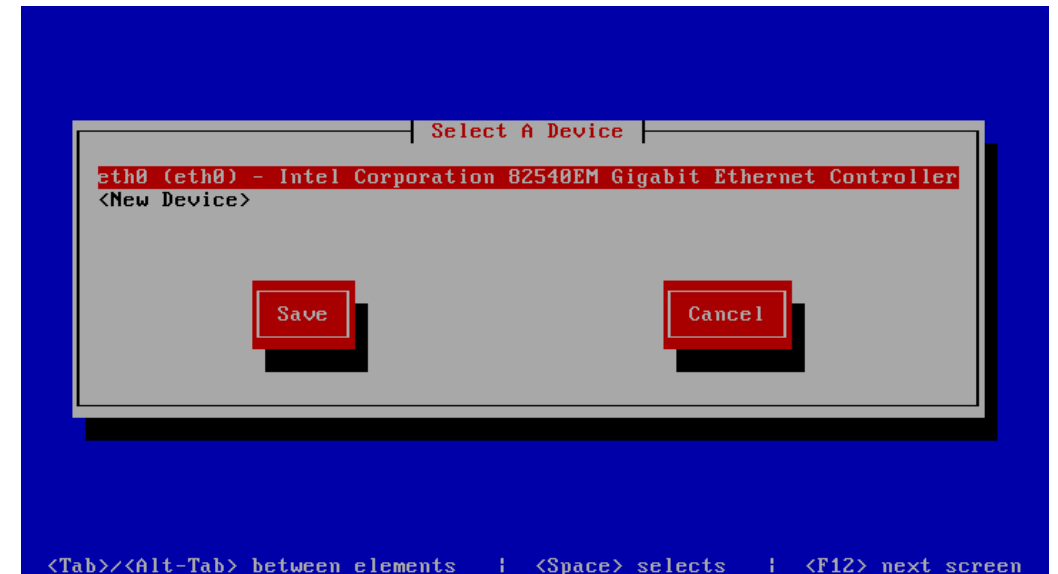 Select A Device
eth0 (eth0) - Intel Corporation 82540EM Gigabit Ethernet Controller
<New Device>
Save Cancel
<Tab>/<Alt-Tab> between elements ¦ <Space> selects ¦ <F12> next screen